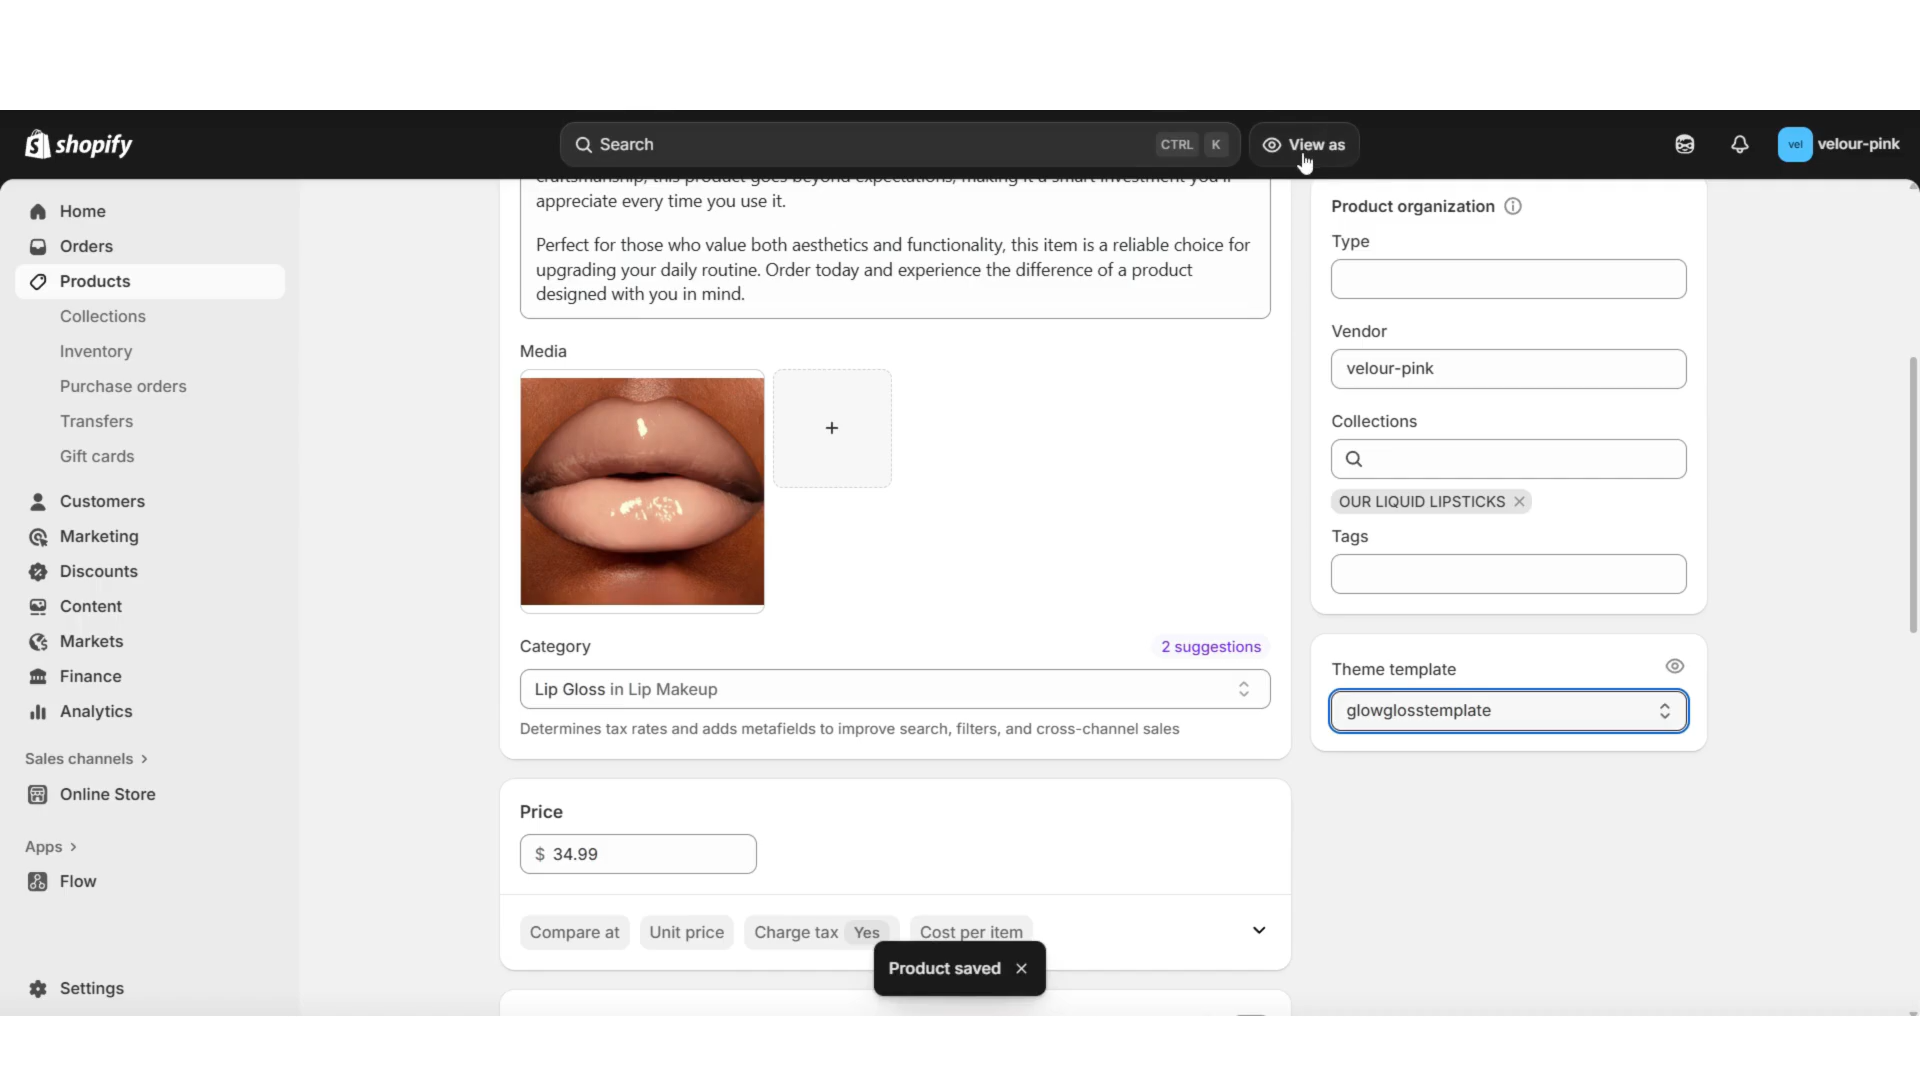 shopify
Search
CTRL K
View as
vel velour-pink
Home
Orders
Products
Collections
Inventory
Purchase orders
Transfers
Gift cards
Customers
Marketing
Discounts
Content
Markets
Finance
Analytics
Sales channels
Online Store
Apps
Flow
Settings
craftsmanship, this product goes beyond expectations, making it a smart investment you'll
appreciate every time you use it.
Perfect for those who value both aesthetics and functionality, this item is a reliable choice for
upgrading your daily routine. Order today and experience the difference of a product
designed with you in mind.
Media
Category
2 suggestions
Lip Gloss in Lip Makeup
Determines tax rates and adds metafields to improve search, filters, and cross-channel sales
Price
$ 34.99
Compare at
Unit price
Charge tax Yes
Cost per item
Product saved
Product organization
Type
Vendor
velour-pink
Collections
OUR LIQUID LIPSTICKS
Tags
Theme template
glowglosstemplate